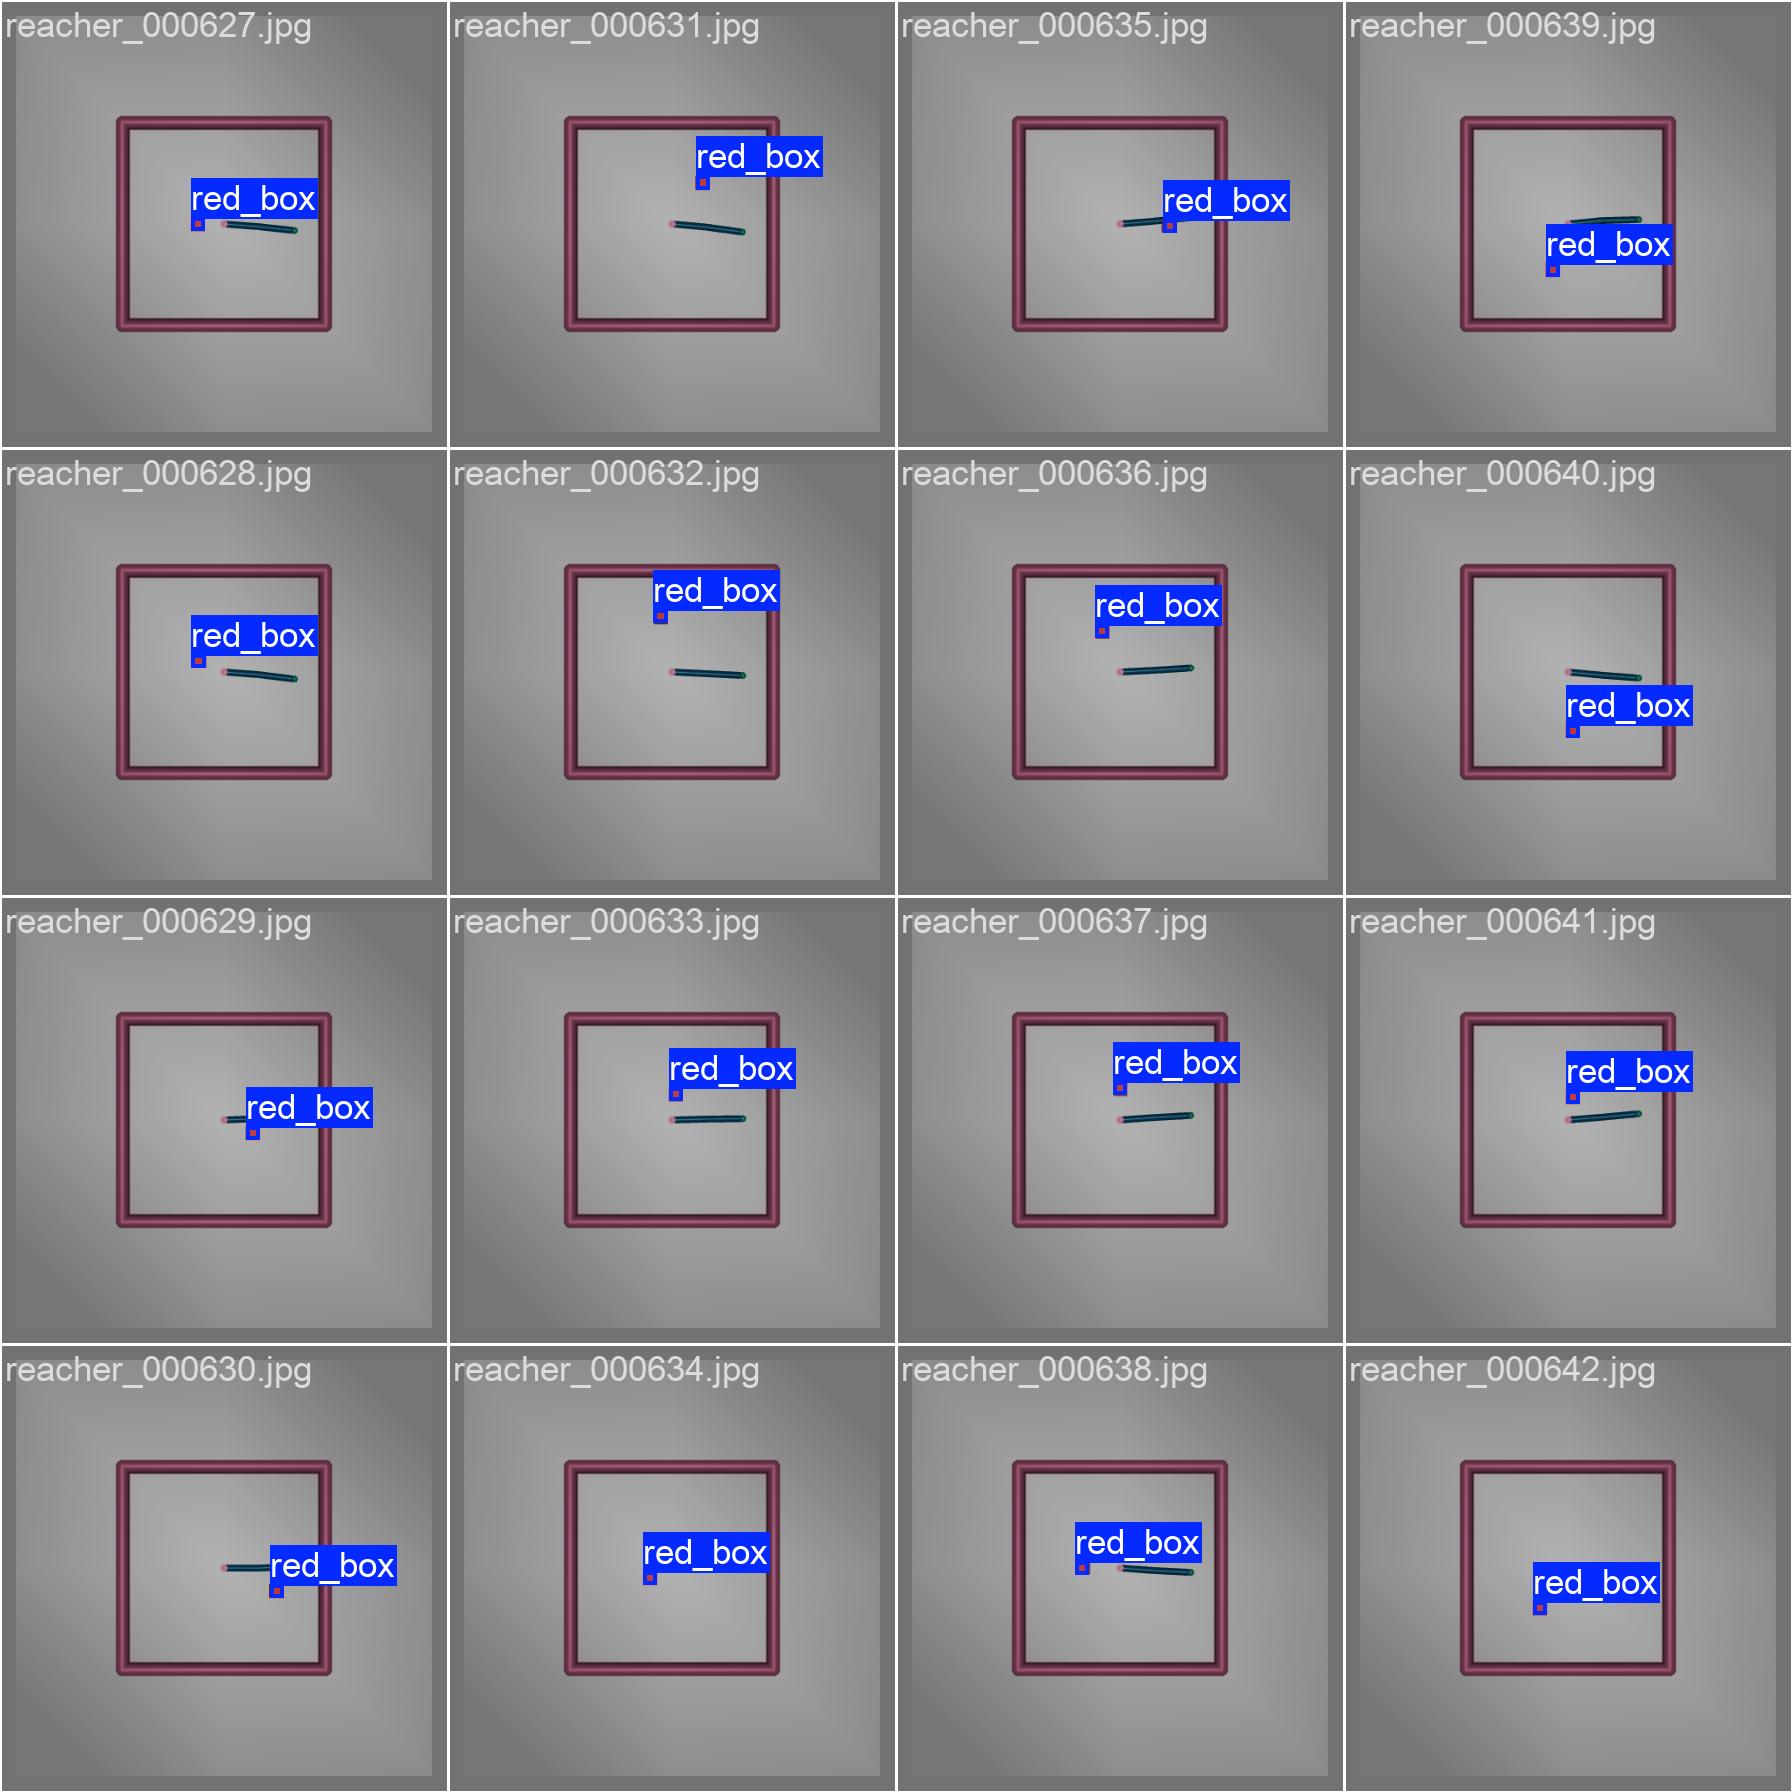 reacher_000627.jpg
reacher_000631.jpg
reacher_000635.jpg
reacher_000639.jpg
red_box
red_box
red_box
red_box
reacher_000628.jpg
reacher_000632.jpg
reacher_000636.jpg
reacher_000640.jpg
red_box
red_box
red_box
red_box
reacher_000629.jpg
reacher_000633.jpg
reacher_000637.jpg
reacher_000641.jpg
red_box
red_box
red_box
red_box
reacher_000630.jpg
reacher_000634.jpg
reacher_000638.jpg
reacher_000642.jpg
red_box
red_box
red_box
red_box